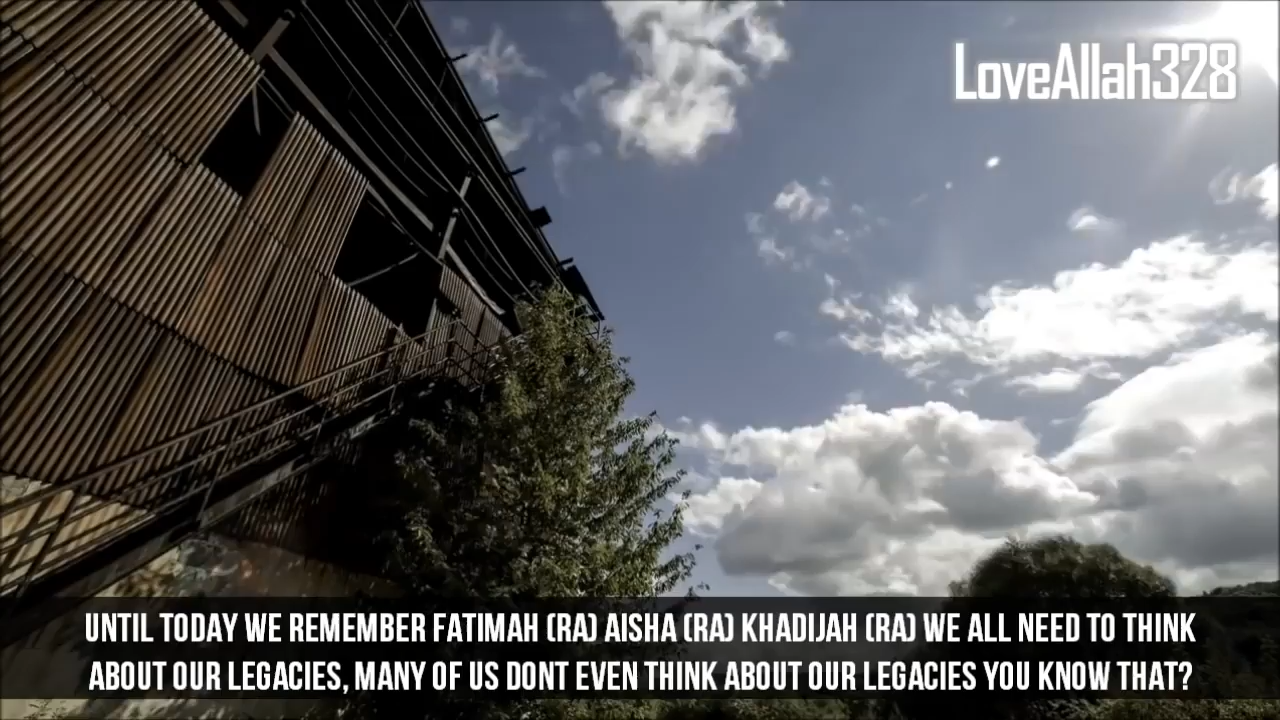 LoveAllah328
UNTIL TODAY WE REMEMBER FATIMAH (RA) AISHA (RA) KHADIJAH (RA) WE ALL NEED TO THINK
ABOUT OUR LEGACIES, MANY OF US DONT EVEN THINK ABOUT OUR LEGACIES YOU KNOW THAT?